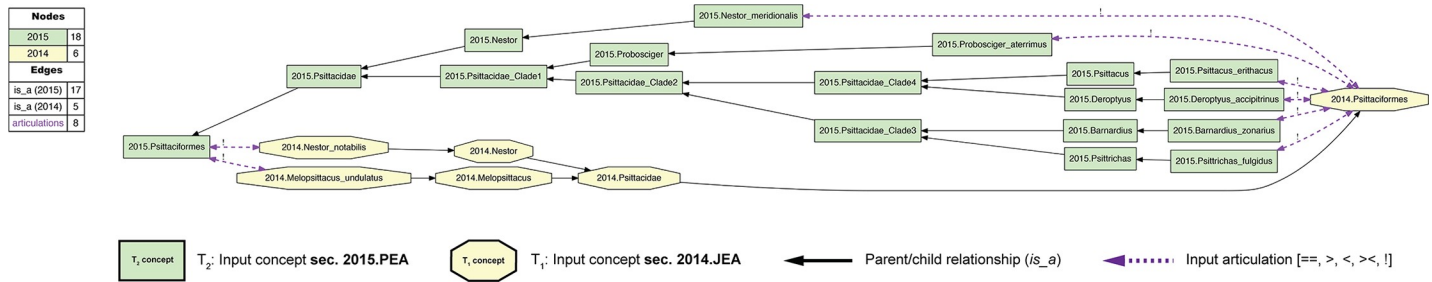 Nodes
2015 18
2014 6
Edges
is_a (2015) 17
is_a (2014) 5
articulations 8
2015.Nestor_meridionalis
!
2015.Nestor
2015.Probosciger
2015.Probosciger_aterrimus
!
2015.Psittacidae
2015.Psittacidae_Clade1
2015.Psittacidae_Clade2
2015.Psittacidae_Clade4
2015.Psittacus
2015.Psittacus_erithacus
!
2015.Deroptyus
2015.Deroptyus_accipitrinus
!
2014.Psittaciformes
2015.Psittacidae_Clade3
2015.Barnardius
2015.Barnardius_zonarius
!
2015.Psittrichas
2015.Psittrichas_fulgidus
!
2015.Psittaciformes
!
!
2014.Nestor_notabilis
2014.Nestor
2014.Melopsittacus_undulatus
2014.Melopsittacus
2014.Psittacidae
T2 concept
T2: Input concept sec. 2015.PEA
T1 concept
T1: Input concept sec. 2014.JEA
Parent/child relationship (is_a)
Input articulation [==, >, <, ><, !]